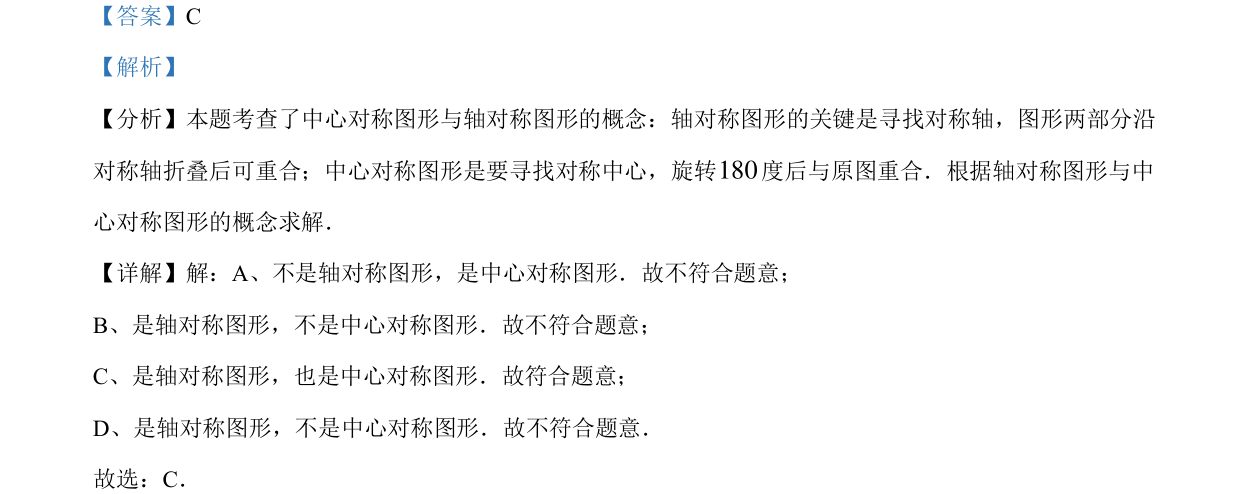 【答案】C
【解析】
【分析】本题考查了中心对称图形与轴对称图形的概念：轴对称图形的关键是寻找对称轴，图形两部分沿
对称轴折叠后可重合；中心对称图形是要寻找对称中心，旋转180度后与原图重合．根据轴对称图形与中
心对称图形的概念求解．
【详解】解：A、不是轴对称图形，是中心对称图形．故不符合题意；
B、是轴对称图形，不是中心对称图形．故不符合题意；
C、是轴对称图形，也是中心对称图形．故符合题意；
D、是轴对称图形，不是中心对称图形．故不符合题意．
故选：C．